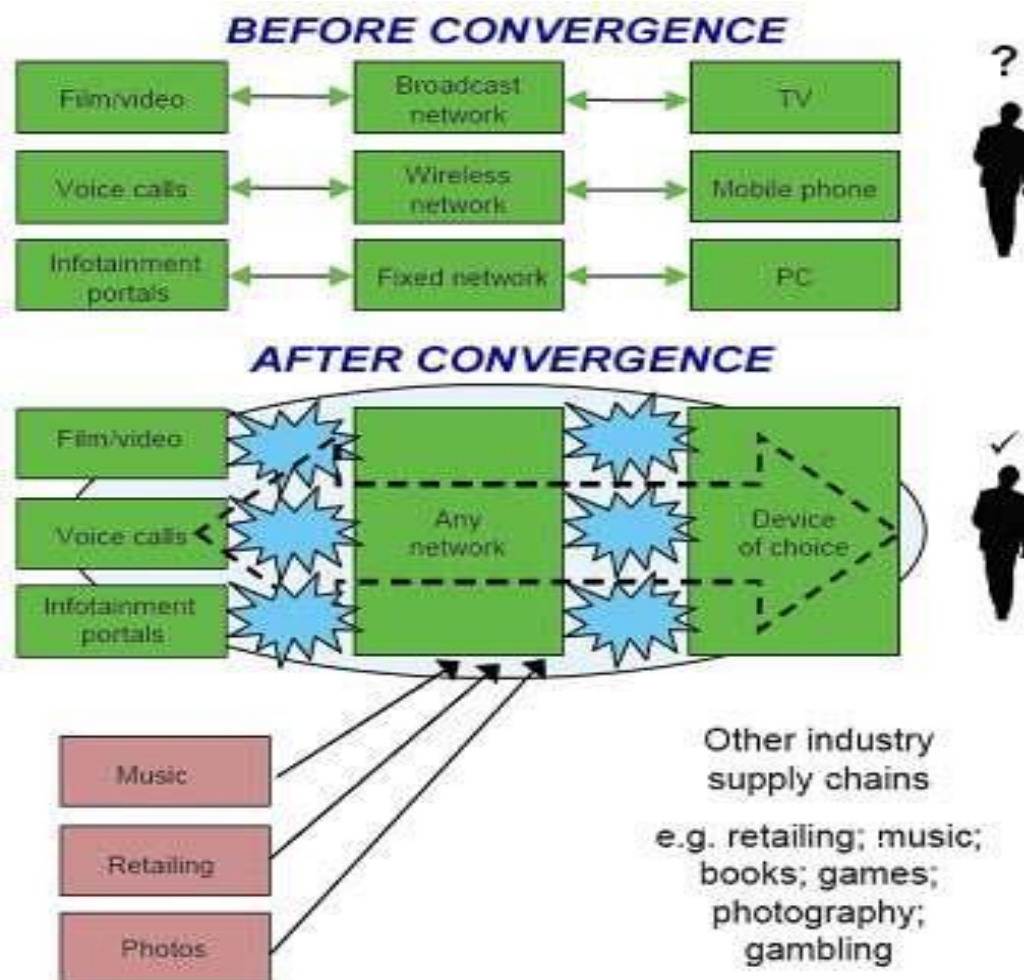 BEFORE CONVERGENCE
?
Film/video
Broadcast
network
TV
Voice calls
Wireless
network
Mobile phone
Infotainment
portals
Fixed network
PC
AFTER CONVERGENCE
Film/video
Voice calls
Infotainment
portals
Any
network
Device
of choice
Music
Retailing
Photos
Other industry
supply chains
e.g. retailing; music;
books; games;
photography;
gambling